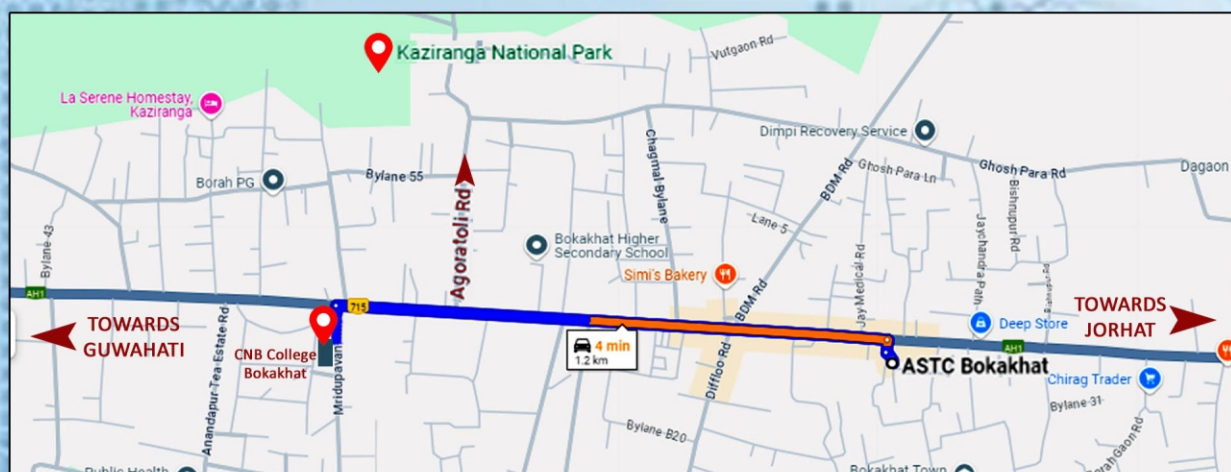 Vutgaon Rd
Kaziranga National Park
La Serene Homestay,
Kaziranga
Dimpi Recovery Service
Chagmal Bylane
BDM Rd
Ghosh Para Ln
Ghosh Para Rd
Dagaon
Borah PG
Bylane 55
Bishnupur Rd
Agoratoli Rd
Lane 5
Bylane 43
Bokakhat Higher
Secondary School
Jay Medical Rd
Jaychandra Path
Simi's Bakery
BDM Rd
AH1
715
TOWARDS
GUWAHATI
Anandapur Tea Estate Rd
CNB College
Bokakhat
Mridupavan
4 min
1.2 km
Diffloo Rd
Deep Store
AH1
TOWARDS
JORHAT
ASTC Bokakhat
Chirag Trader
Bylane 31
Bylane B20
Public Health
Bokakhat Town